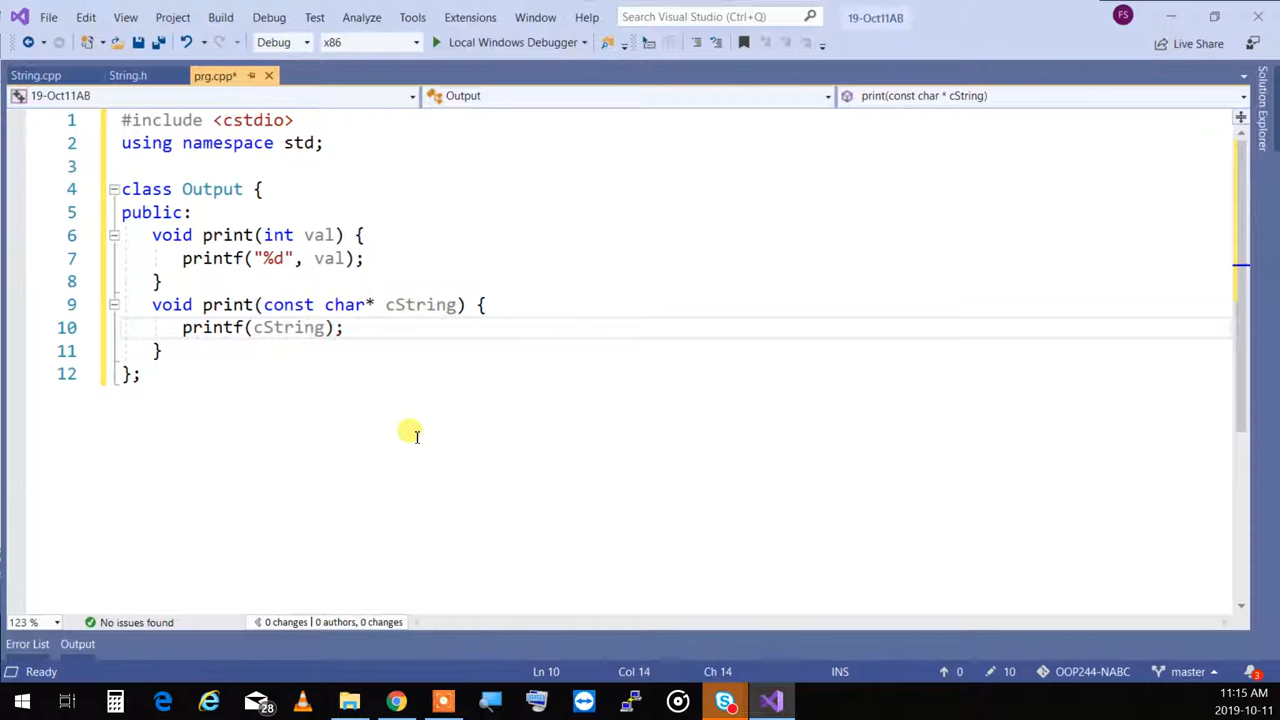 File Edit View Project Build Debug Test Analyze Tools Extensions Window Help Search Visual Studio (Ctrl+Q) 19-Oct11AB FS
Debug x86 Local Windows Debugger Live Share
String.cpp String.h prg.cpp*
19-Oct11AB Output print(const char * cString)
Solution Explorer
1 #include <cstdio>
2 using namespace std;
3
4 class Output {
5 public:
6 void print(int val) {
7 printf("%d", val);
8 }
9 void print(const char* cString) {
10 printf(cString);
11 }
12 };
123 % No issues found 0 changes | 0 authors, 0 changes
Error List Output
Ready Ln 10 Col 14 Ch 14 INS 0 10 OOP244-NABC master 3
28 11:15 AM
2019-10-11